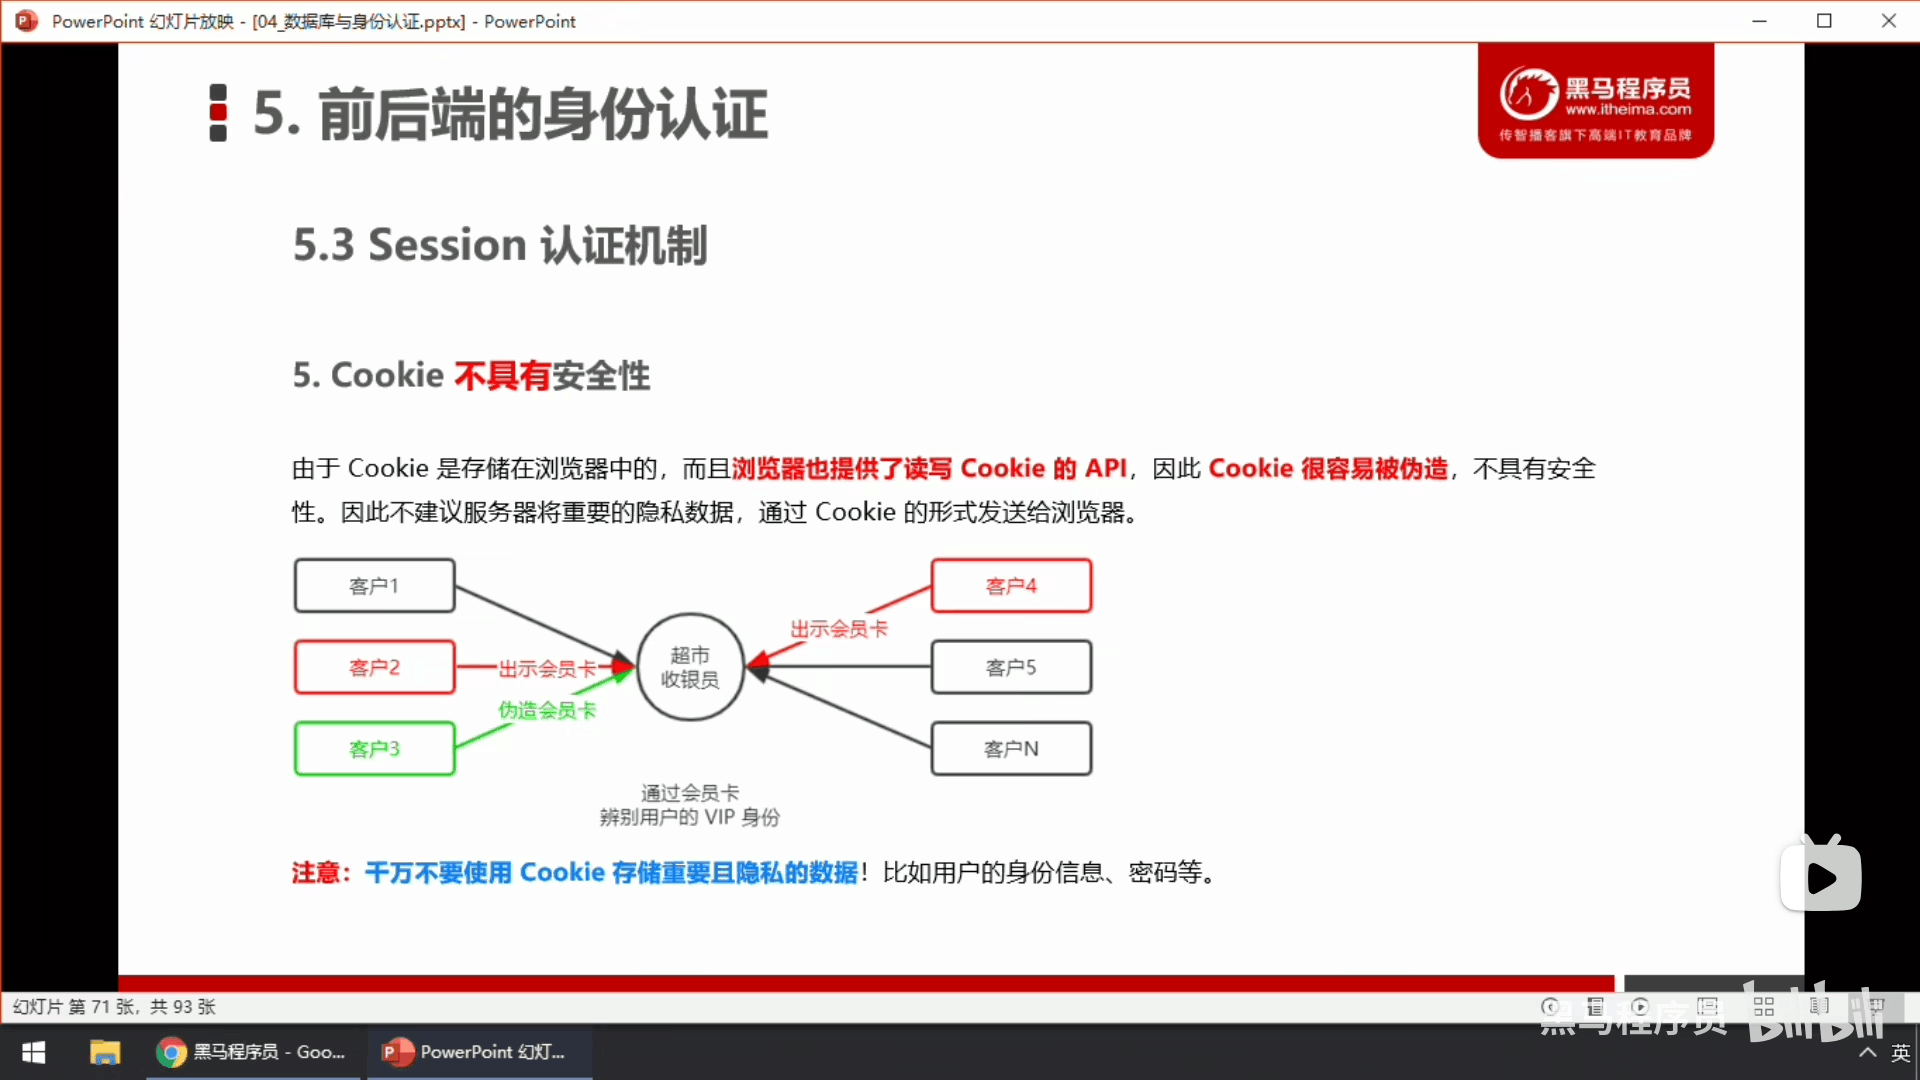 PowerPoint 幻灯片放映 - [04_数据库与身份认证.pptx] - PowerPoint
5. 前后端的身份认证
黑马程序员
www.itheima.com
传智播客旗下高端IT教育品牌
5.3 Session 认证机制
5. Cookie 不具有安全性
由于 Cookie 是存储在浏览器中的，而且浏览器也提供了读写 Cookie 的 API，因此 Cookie 很容易被伪造，不具有安全
性。因此不建议服务器将重要的隐私数据，通过 Cookie 的形式发送给浏览器。
客户1
客户4
出示会员卡
超市
收银员
客户2
出示会员卡
客户5
伪造会员卡
客户3
客户N
通过会员卡
辨别用户的 VIP 身份
注意：千万不要使用 Cookie 存储重要且隐私的数据！比如用户的身份信息、密码等。
幻灯片 第 71 张，共 93 张
黑马程序员 bilibili
黑马程序员 - Goo...
PowerPoint 幻灯...
英